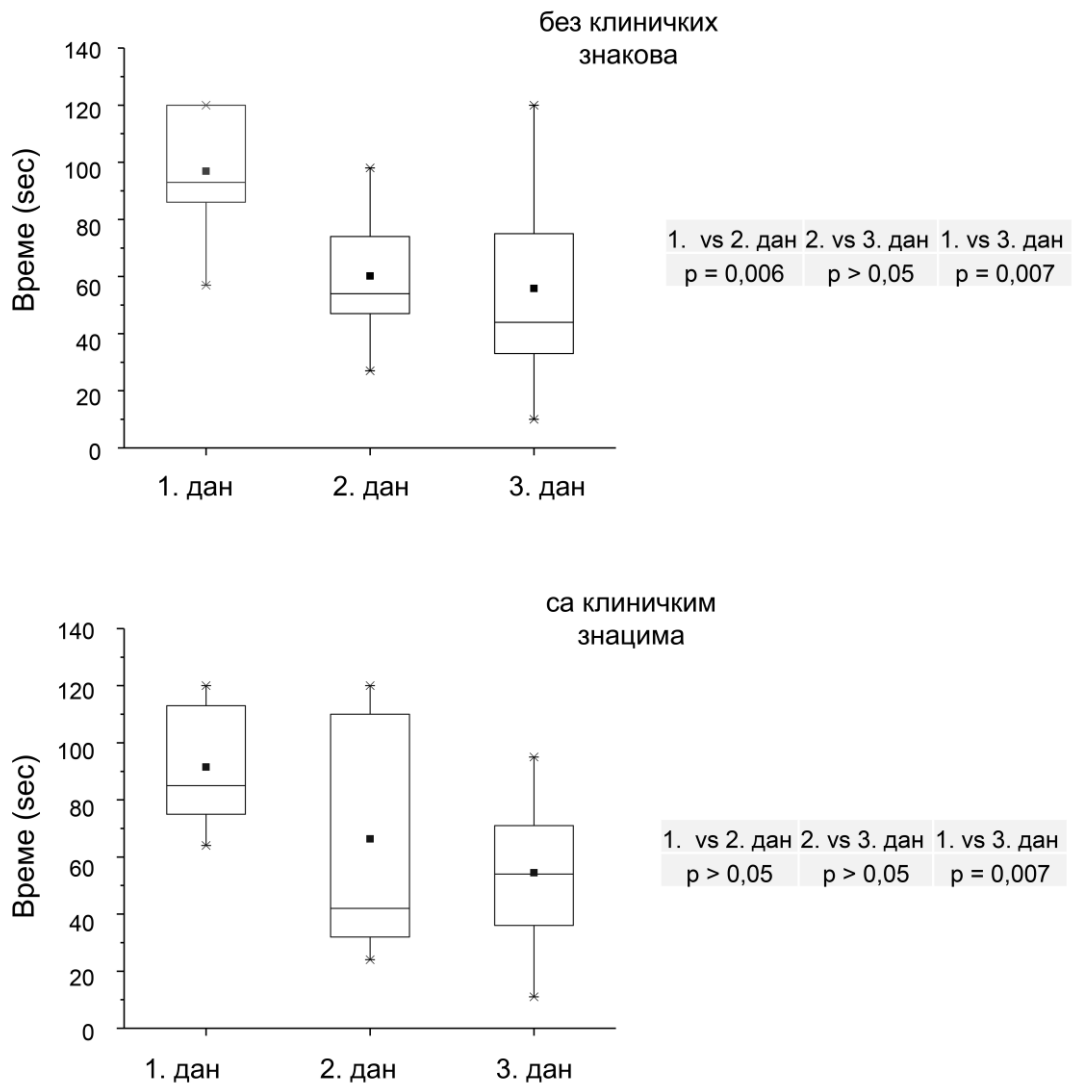 без клиничких
знакова
Време (sec)
140
120
100
80
60
40
20
0
1. дан 2. дан 3. дан
1. vs 2. дан 2. vs 3. дан 1. vs 3. дан
p = 0,006 p > 0,05 p = 0,007
са клиничким
знацима
Време (sec)
140
120
100
80
60
40
20
0
1. дан 2. дан 3. дан
1. vs 2. дан 2. vs 3. дан 1. vs 3. дан
p > 0,05 p > 0,05 p = 0,007